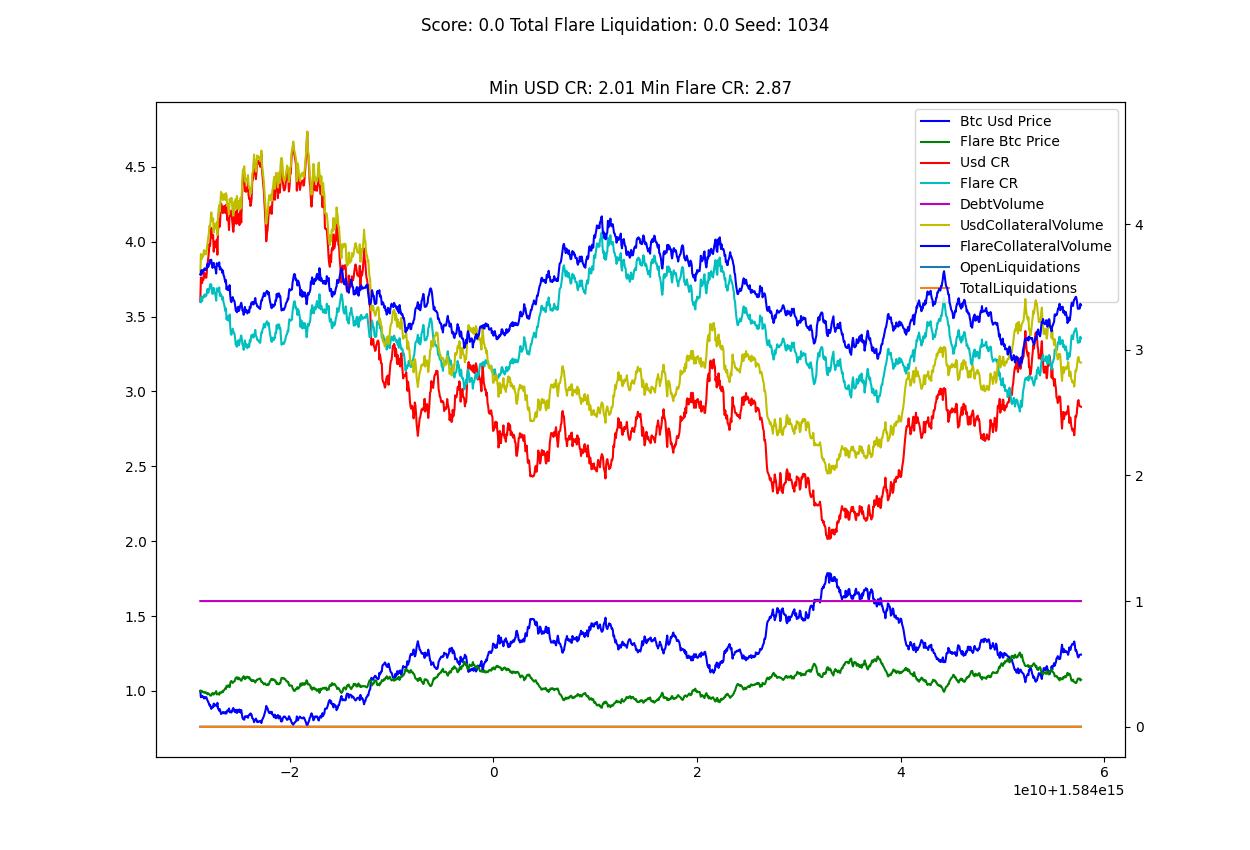 Score: 0.0 Total Flare Liquidation: 0.0 Seed: 1034
Min USD CR: 2.01 Min Flare CR: 2.87
Btc Usd Price
Flare Btc Price
Usd CR
Flare CR
DebtVolume
UsdCollateralVolume
FlareCollateralVolume
OpenLiquidations
TotalLiquidations
4.5
4.0
3.5
3.0
2.5
2.0
1.5
1.0
4
3
2
1
0
−2
0
2
4
6
1e10+1.584e15